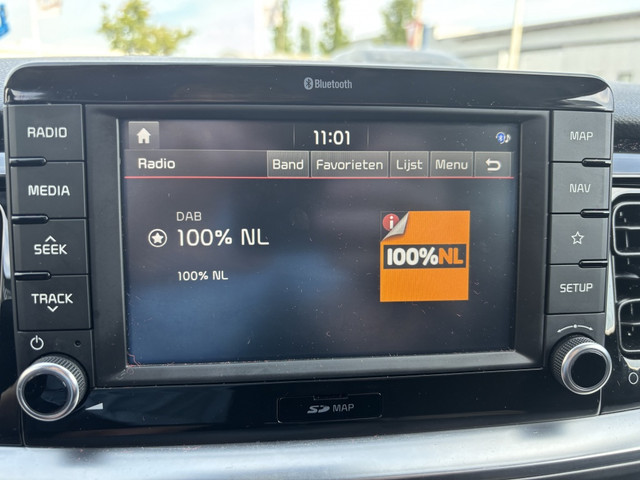 Bluetooth
RADIO
MEDIA
SEEK
TRACK
11:01
Radio
Band
Favorieten
Lijst
Menu
DAB
100% NL
100% NL
i
100%NL
MAP
NAV
SETUP
SD MAP